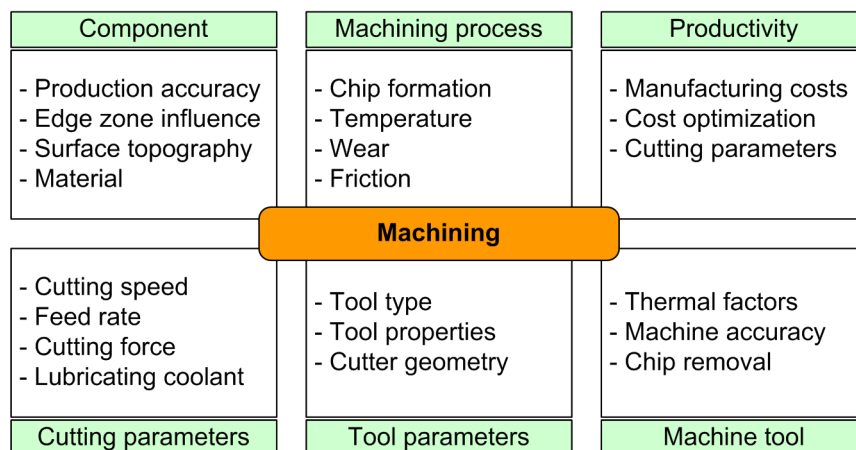 Component
- Production accuracy
- Edge zone influence
- Surface topography
- Material
Machining process
- Chip formation
- Temperature
- Wear
- Friction
Productivity
- Manufacturing costs
- Cost optimization
- Cutting parameters
Machining
- Cutting speed
- Feed rate
- Cutting force
- Lubricating coolant
Cutting parameters
- Tool type
- Tool properties
- Cutter geometry
Tool parameters
- Thermal factors
- Machine accuracy
- Chip removal
Machine tool